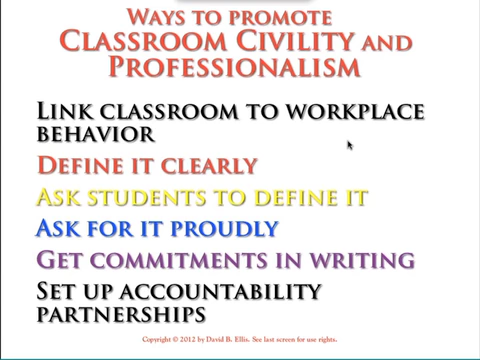 Ways to promote
Classroom Civility and
Professionalism
Link classroom to workplace
behavior
Define it clearly
Ask students to define it
Ask for it proudly
Get commitments in writing
Set up accountability
partnerships
Copyright © 2012 by David B. Ellis. See last screen for use rights.